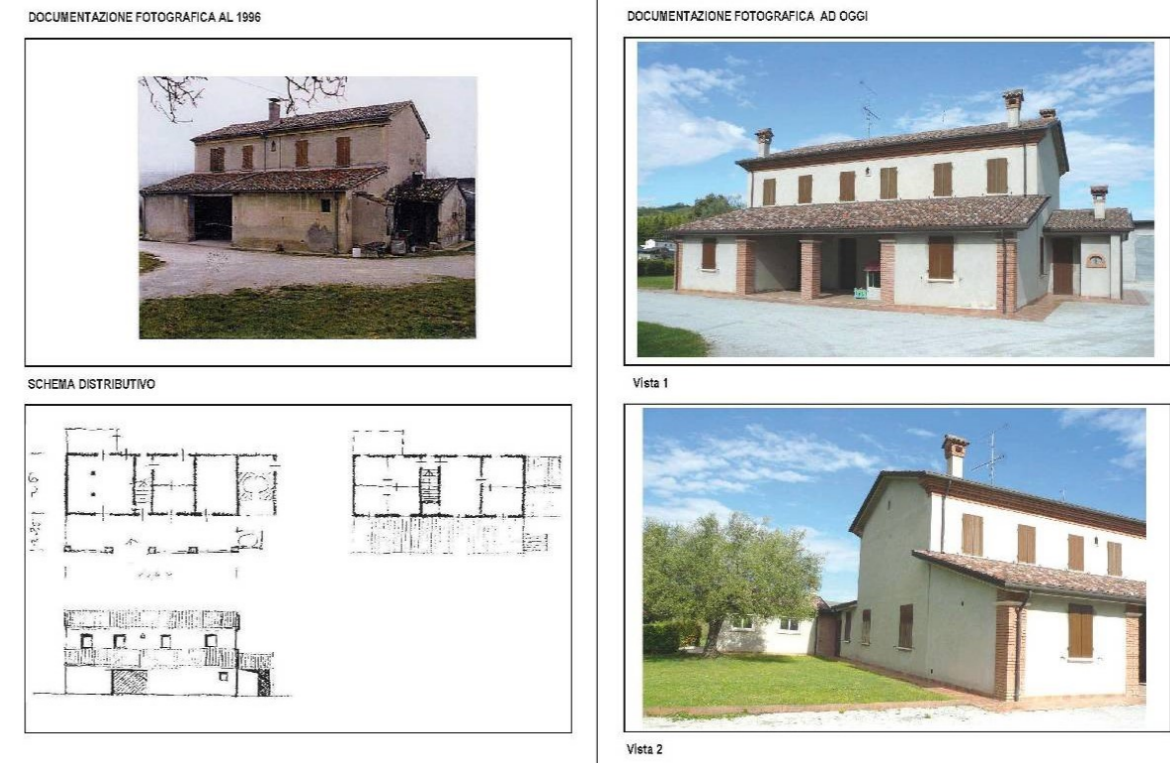 DOCUMENTAZIONE FOTOGRAFICA AL 1996
SCHEMA DISTRIBUTIVO
DOCUMENTAZIONE FOTOGRAFICA AD OGGI
Vista 1
Vista 2